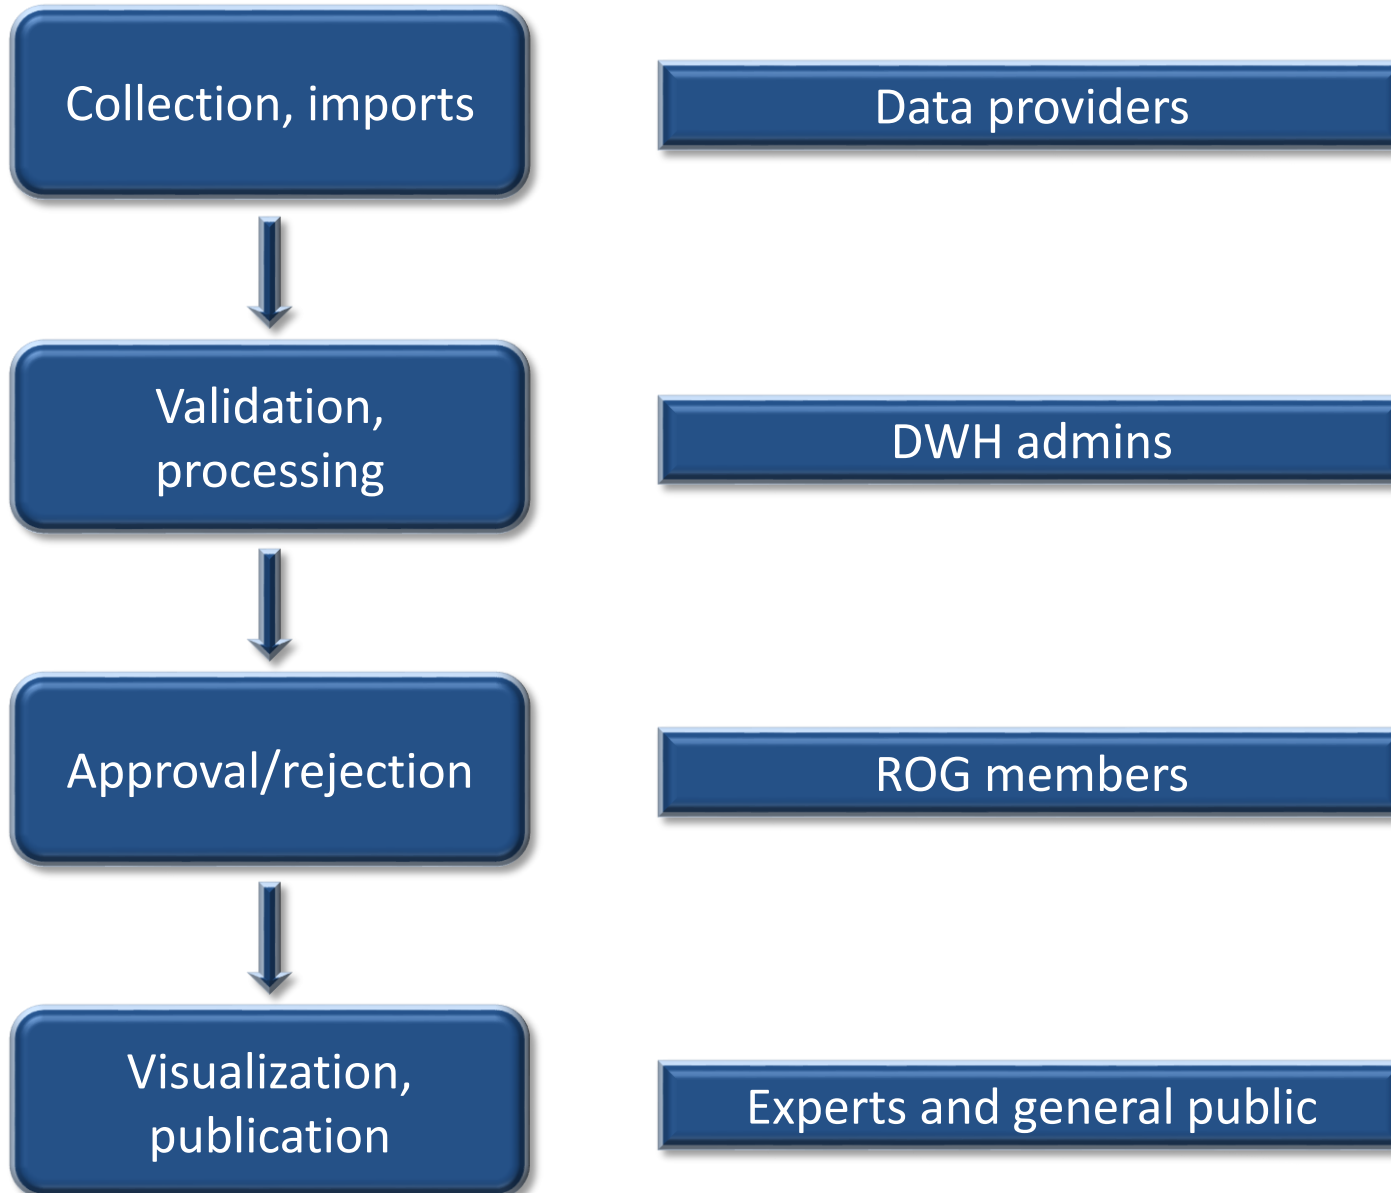 Collection, imports
Data providers
Validation,
processing
DWH admins
Approval/rejection
ROG members
Visualization,
publication
Experts and general public